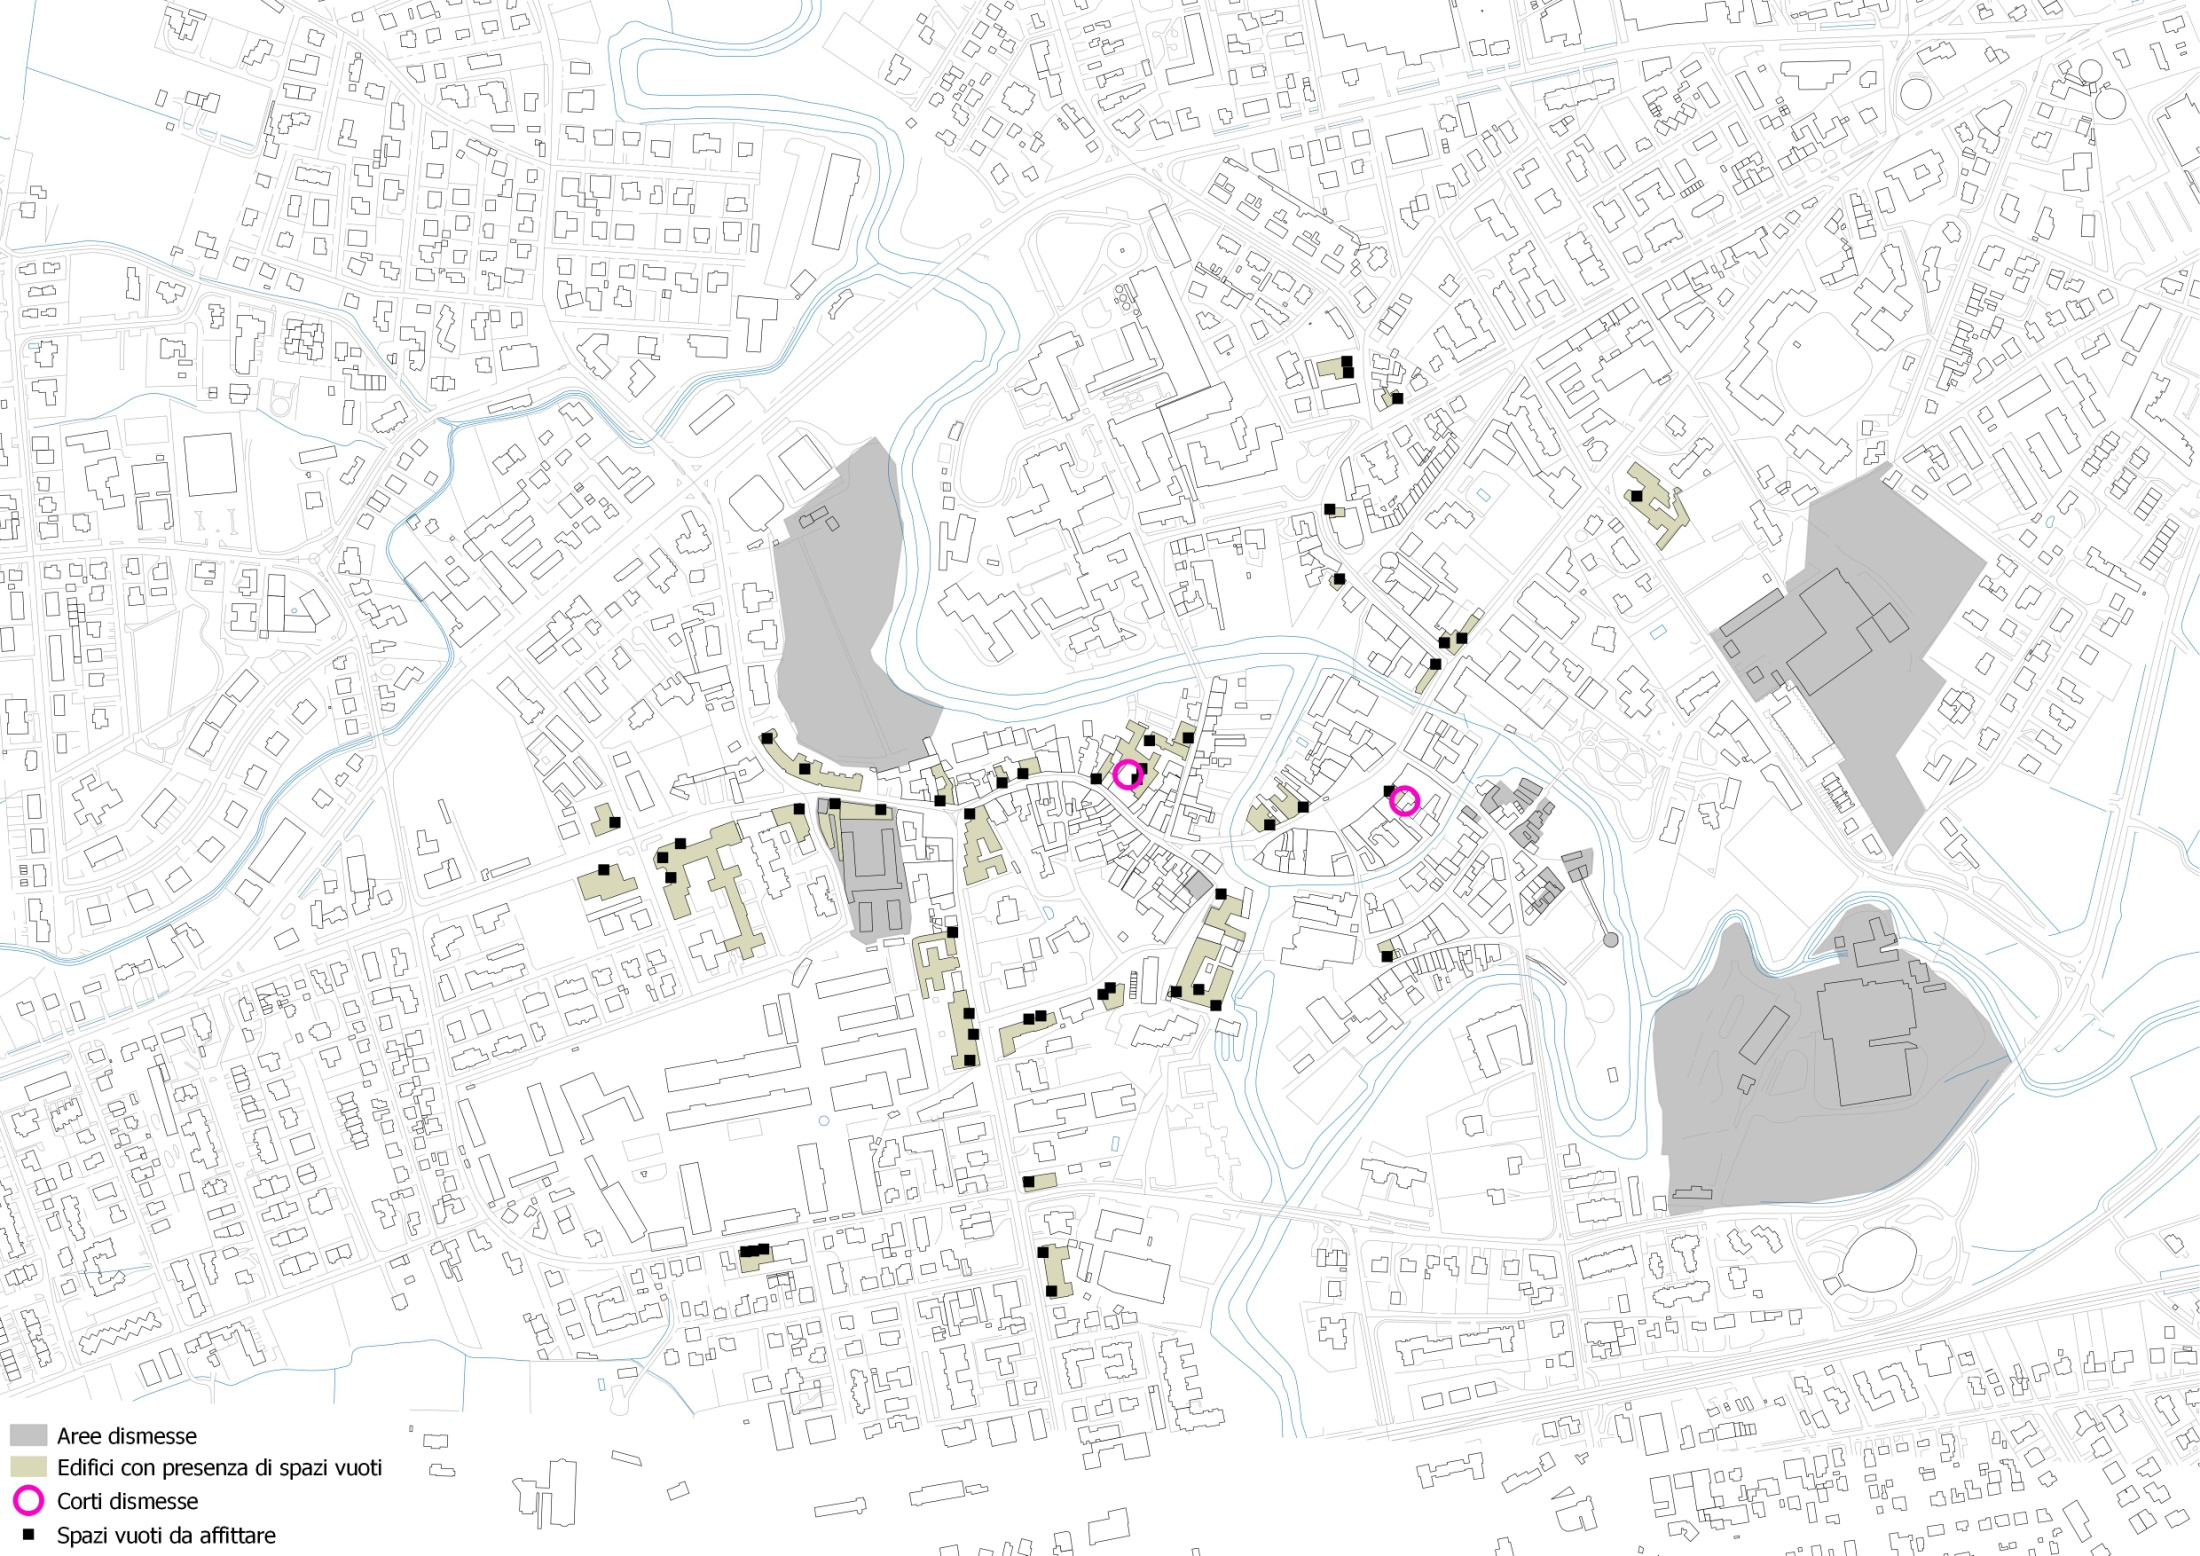 Aree dismesse
Edifici con presenza di spazi vuoti
Corti dismesse
Spazi vuoti da affittare